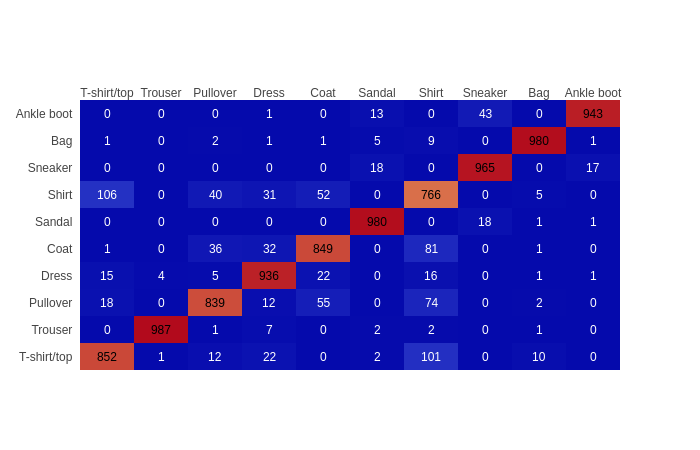 T-shirt/top Trouser Pullover Dress Coat Sandal Shirt Sneaker Bag Ankle boot
Ankle boot 0 0 0 1 0 13 0 43 0 943
Bag 1 0 2 1 1 5 9 0 980 1
Sneaker 0 0 0 0 0 18 0 965 0 17
Shirt 106 0 40 31 52 0 766 0 5 0
Sandal 0 0 0 0 0 980 0 18 1 1
Coat 1 0 36 32 849 0 81 0 1 0
Dress 15 4 5 936 22 0 16 0 1 1
Pullover 18 0 839 12 55 0 74 0 2 0
Trouser 0 987 1 7 0 2 2 0 1 0
T-shirt/top 852 1 12 22 0 2 101 0 10 0